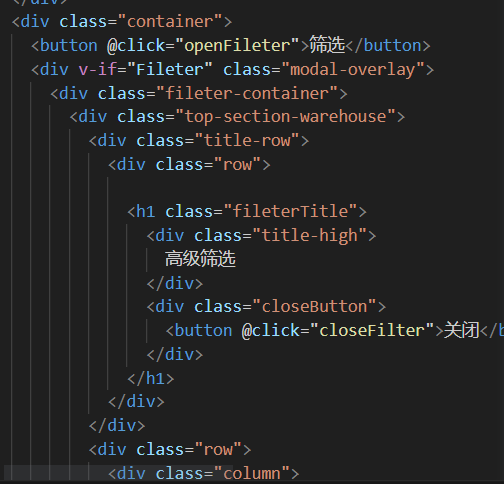 </div>
<div class="container">
<button @click="openFileter">筛选</button>
<div v-if="Fileter" class="modal-overlay">
<div class="fileter-container">
<div class="top-section-warehouse">
<div class="title-row">
<div class="row">
<h1 class="fileterTitle">
<div class="title-high">
高级筛选
</div>
<div class="closeButton">
<button @click="closeFilter">关闭</b
</div>
</h1>
</div>
</div>
<div class="row">
<div class="column">